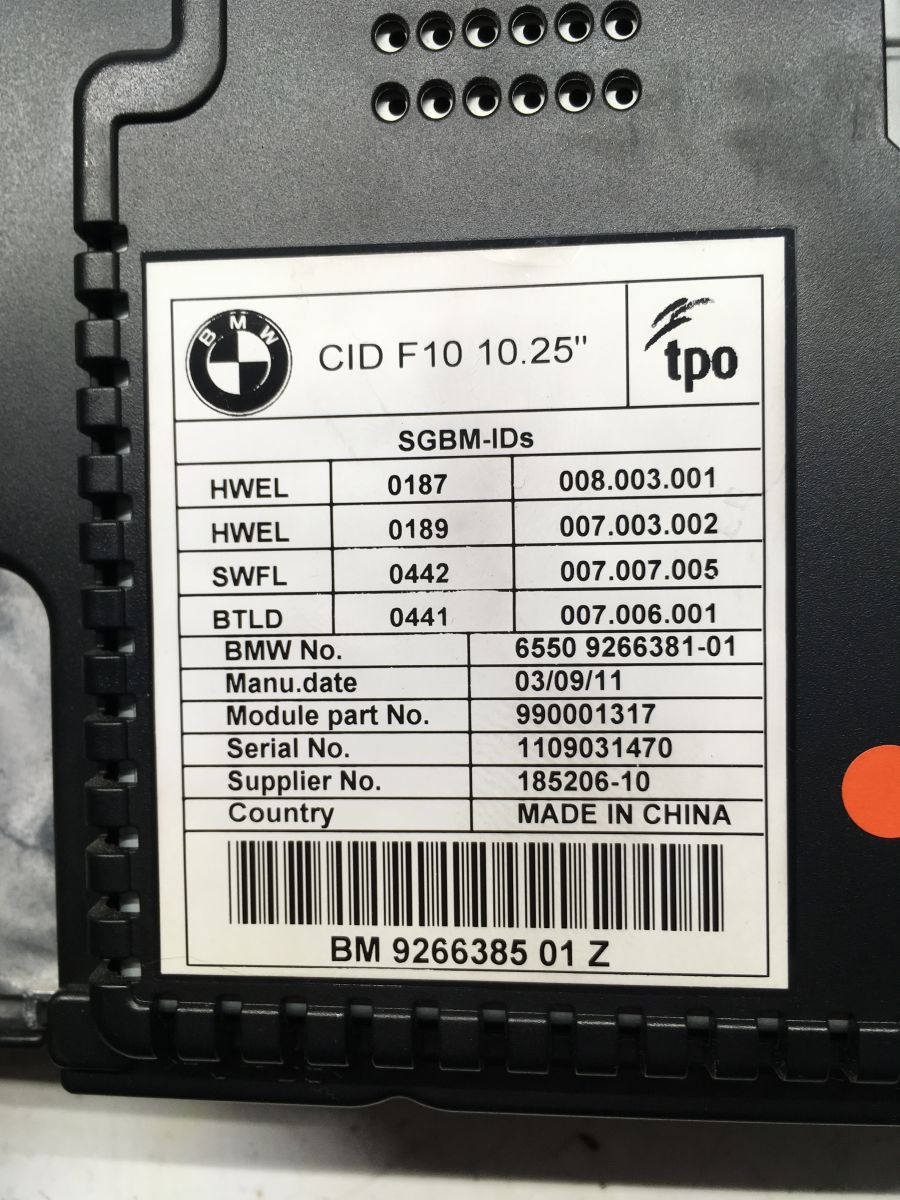 BMW
CID F10 10.25"
tpo
SGBM-IDs
HWEL 0187 008.003.001
HWEL 0189 007.003.002
SWFL 0442 007.007.005
BTLD 0441 007.006.001
BMW No. 6550 9266381-01
Manu.date 03/09/11
Module part No. 990001317
Serial No. 1109031470
Supplier No. 185206-10
Country MADE IN CHINA
BM 9266385 01 Z